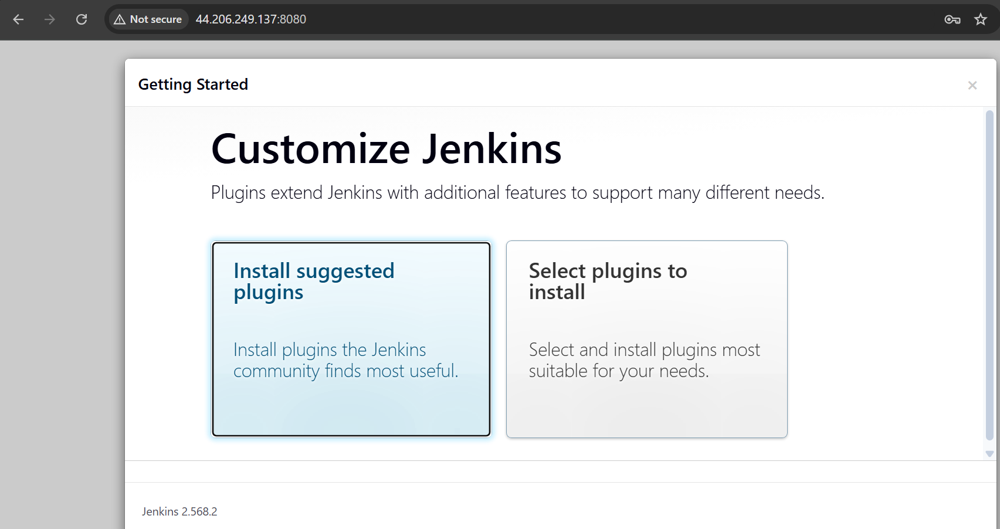 Not secure 44.206.249.137:8080
Getting Started ×
Customize Jenkins
Plugins extend Jenkins with additional features to support many different needs.
Install suggested
plugins
Install plugins the Jenkins
community finds most useful.
Select plugins to
install
Select and install plugins most
suitable for your needs.
Jenkins 2.568.2